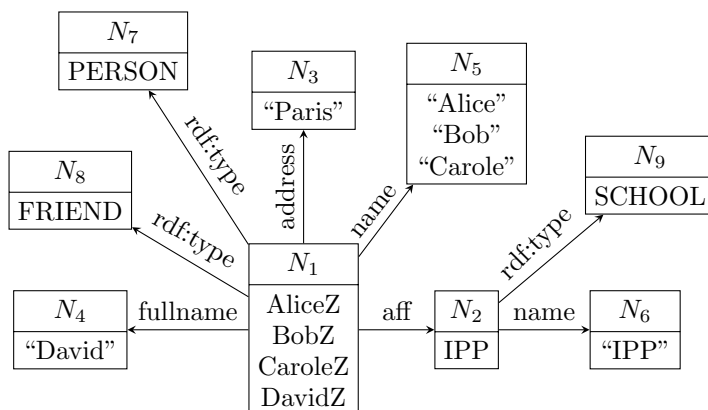 N7
PERSON
N3
“Paris”
N5
“Alice”
“Bob”
“Carole”
N8
FRIEND
N9
SCHOOL
rdf:type
address
name
rdf:type
rdf:type
N1
AliceZ
BobZ
CaroleZ
DavidZ
N4
“David”
fullname
aff
N2
IPP
name
N6
“IPP”